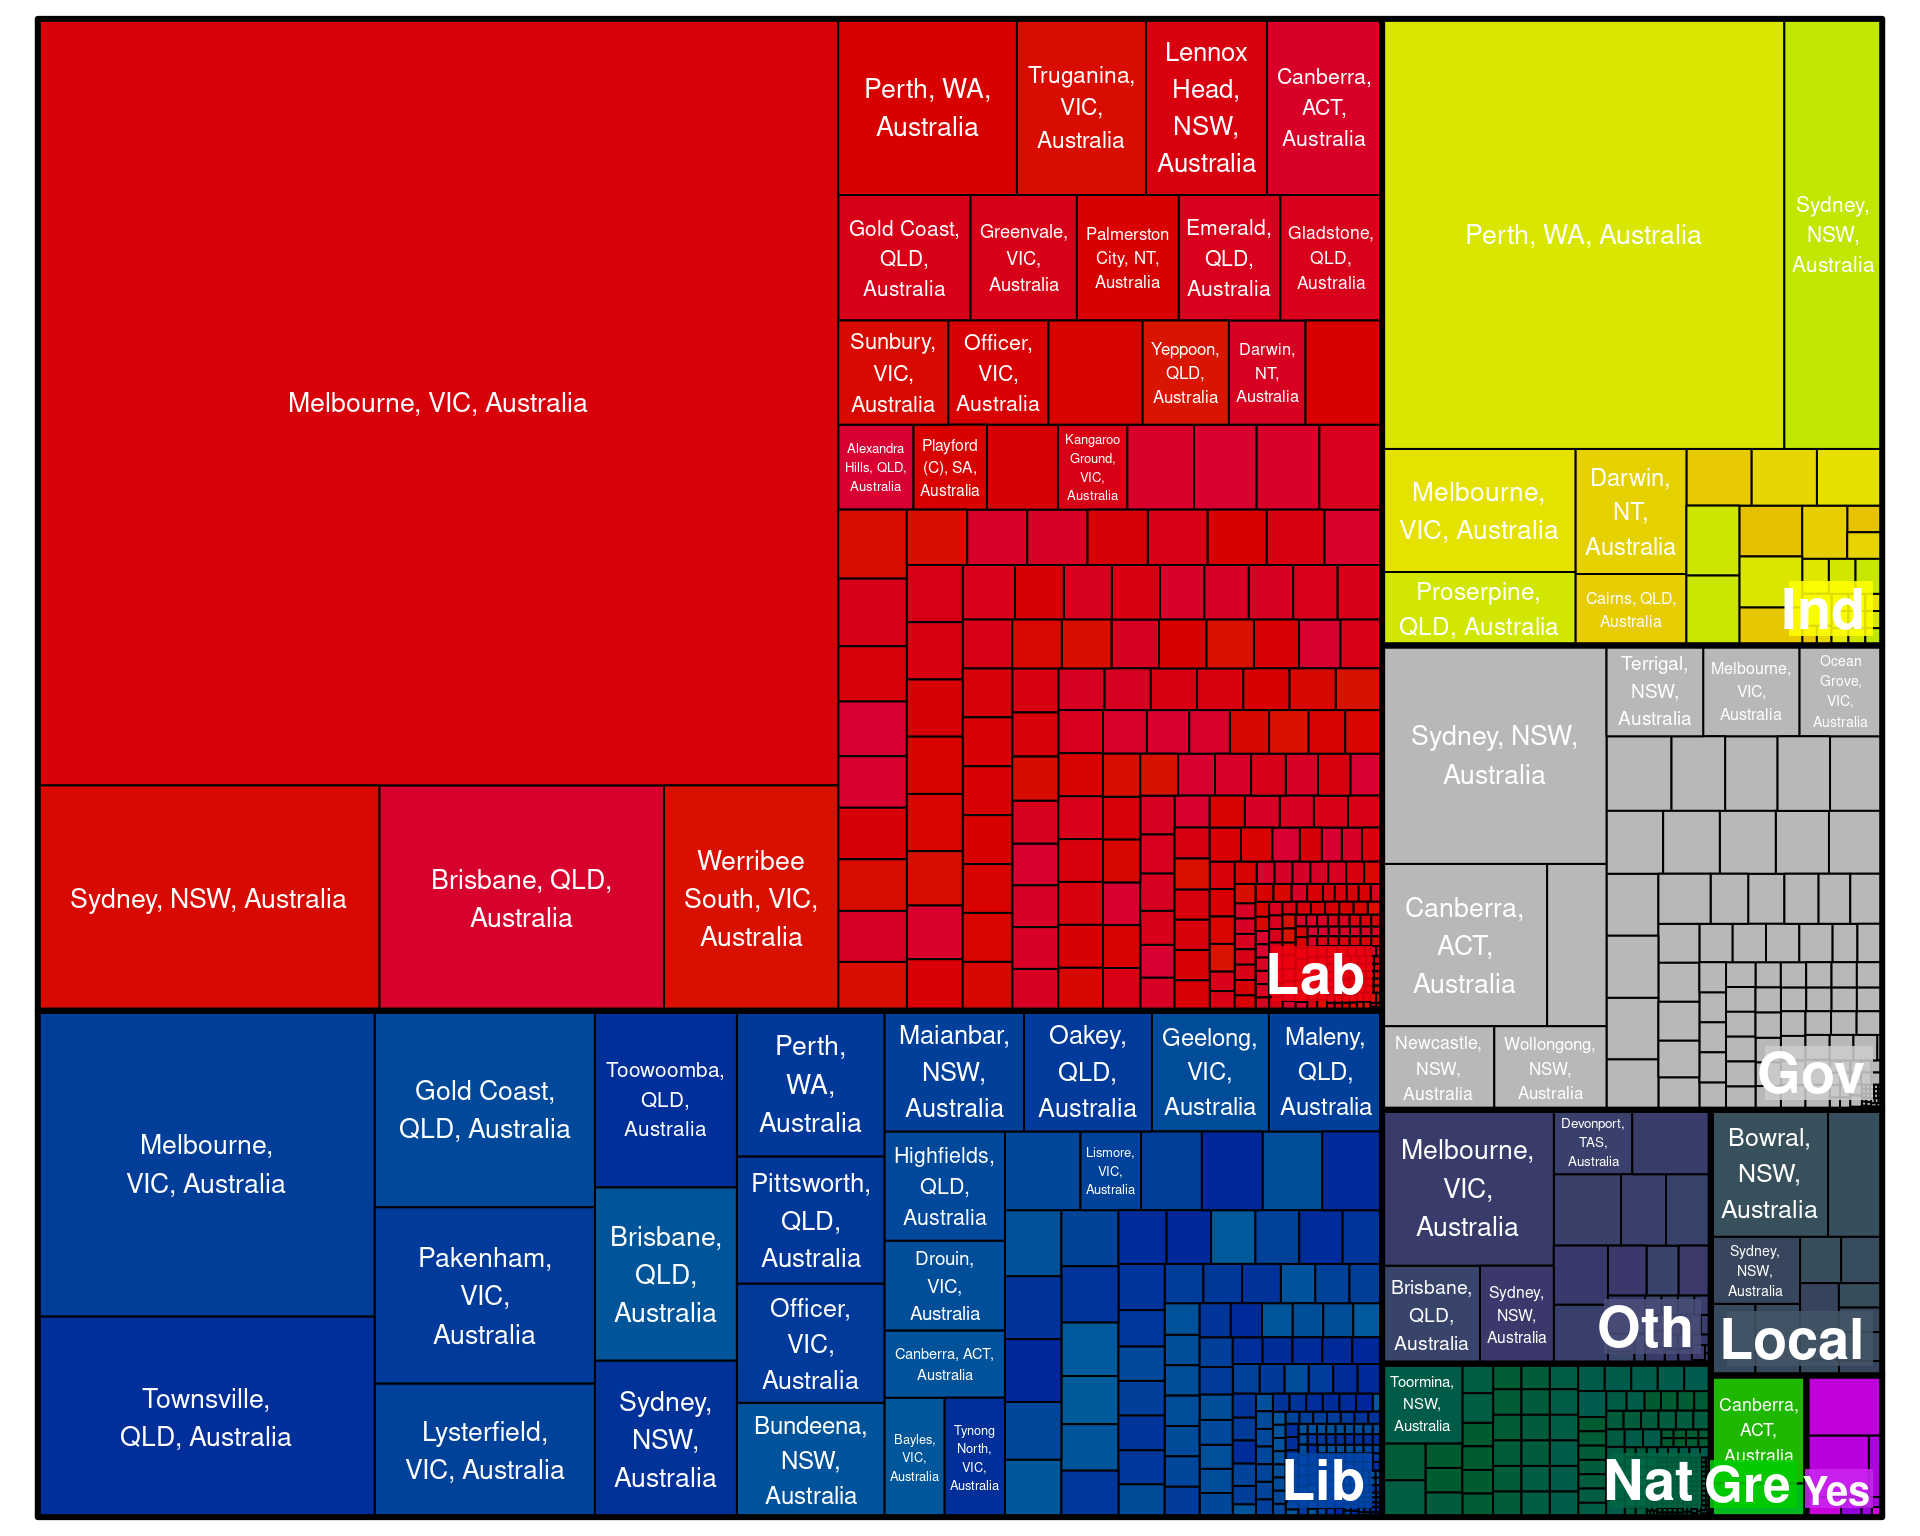 Melbourne, VIC, Australia
Sydney, NSW, Australia
Brisbane, QLD,
Australia
Werribee
South, VIC,
Australia
Perth, WA,
Australia
Truganina,
VIC,
Australia
Lennox
Head,
NSW,
Australia
Canberra,
ACT,
Australia
Gold Coast,
QLD,
Australia
Greenvale,
VIC,
Australia
Palmerston
City, NT,
Australia
Emerald,
QLD,
Australia
Gladstone,
QLD,
Australia
Sunbury,
VIC,
Australia
Officer,
VIC,
Australia
Yeppoon,
QLD,
Australia
Darwin,
NT,
Australia
Alexandra
Hills, QLD,
Australia
Playford
(C), SA,
Australia
Kangaroo
Ground,
VIC,
Australia
Lab
Perth, WA, Australia
Sydney,
NSW,
Australia
Melbourne,
VIC, Australia
Darwin,
NT,
Australia
Proserpine,
QLD, Australia
Cairns, QLD,
Australia
Ind
Sydney, NSW,
Australia
Terrigal,
NSW,
Australia
Melbourne,
VIC,
Australia
Ocean
Grove,
VIC,
Australia
Canberra,
ACT,
Australia
Newcastle,
NSW,
Australia
Wollongong,
NSW,
Australia
Gov
Melbourne,
VIC, Australia
Townsville,
QLD, Australia
Gold Coast,
QLD, Australia
Pakenham,
VIC,
Australia
Lysterfield,
VIC, Australia
Toowoomba,
QLD,
Australia
Brisbane,
QLD,
Australia
Sydney,
NSW,
Australia
Perth,
WA,
Australia
Pittsworth,
QLD,
Australia
Officer,
VIC,
Australia
Bundeena,
NSW,
Australia
Maianbar,
NSW,
Australia
Oakey,
QLD,
Australia
Geelong,
VIC,
Australia
Maleny,
QLD,
Australia
Highfields,
QLD,
Australia
Lismore,
VIC,
Australia
Drouin,
VIC,
Australia
Canberra, ACT,
Australia
Bayles,
VIC,
Australia
Tynong
North,
VIC,
Australia
Lib
Melbourne,
VIC,
Australia
Devonport,
TAS,
Australia
Brisbane,
QLD,
Australia
Sydney,
NSW,
Australia
Oth
Bowral,
NSW,
Australia
Sydney,
NSW,
Australia
Local
Toormina,
NSW,
Australia
Nat
Canberra,
ACT,
Australia
Gre
Yes